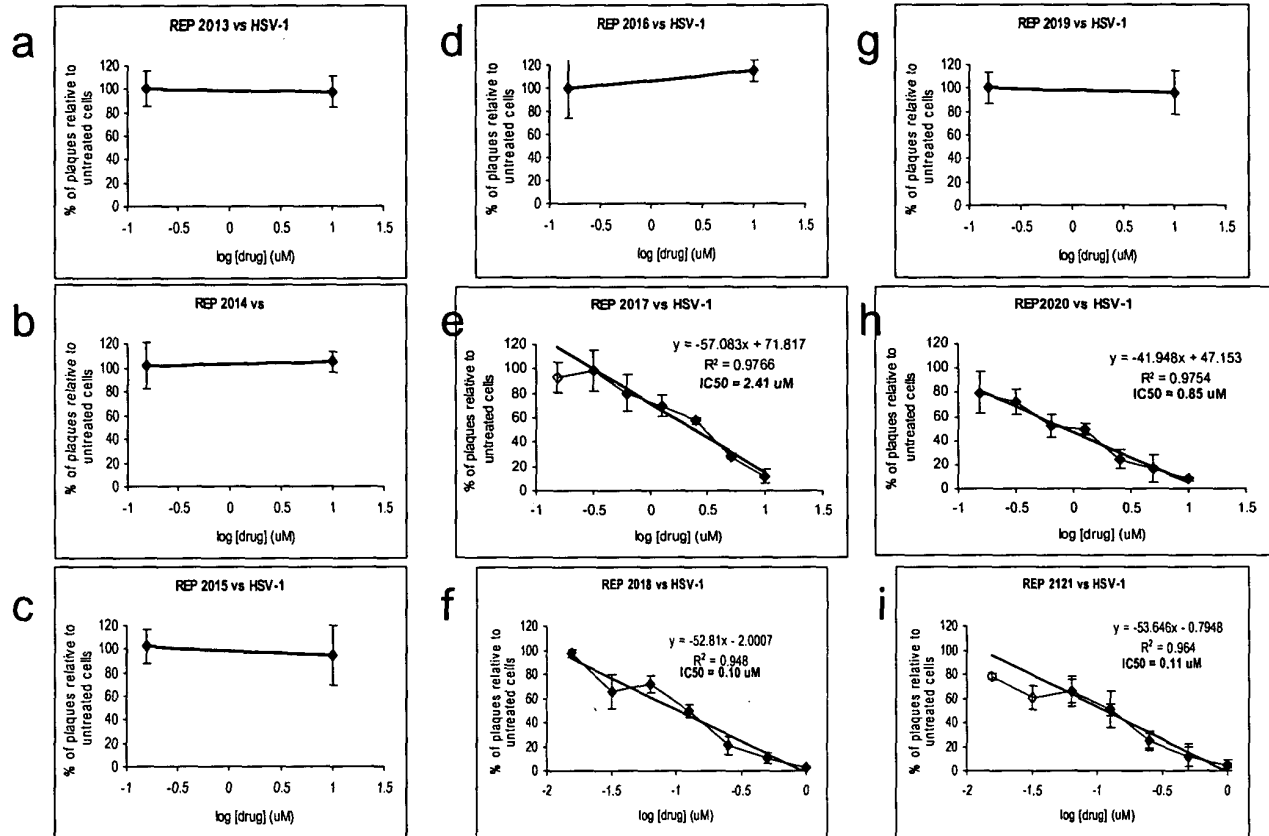 a
REP 2013 vs HSV-1
% of plaques relative to
untreated cells
120
100
80
60
40
20
0
-1 -0.5 0 0.5 1 1.5
log [drug] (uM)
d
REP 2016 vs HSV-1
% of plaques relative to
untreated cells
120
100
80
60
40
20
0
-1 -0.5 0 0.5 1 1.5
log [drug] (uM)
g
REP 2019 vs HSV-1
% of plaques relative to
untreated cells
120
100
80
60
40
20
0
-1 -0.5 0 0.5 1 1.5
log [drug] (uM)
b
REP 2014 vs
% of plaques relative to
untreated cells
120
100
80
60
40
20
0
-1 -0.5 0 0.5 1 1.5
log [drug] (uM)
e
REP 2017 vs HSV-1
y = -57.083x + 71.817
R² = 0.9766
IC50 = 2.41 uM
% of plaques relative to
untreated cells
120
100
80
60
40
20
0
-1 -0.5 0 0.5 1 1.5
log [drug] (uM)
h
REP2020 vs HSV-1
y = -41.948x + 47.153
R² = 0.9754
IC50 = 0.85 uM
% of plaques relative to
untreated cells
120
100
80
60
40
20
0
-1 -0.5 0 0.5 1 1.5
log [drug] (uM)
c
REP 2015 vs HSV-1
% of plaques relative to
untreated cells
120
100
80
60
40
20
0
-1 -0.5 0 0.5 1 1.5
log [drug] (uM)
f
REP 2018 vs HSV-1
y = -52.81x - 2.0007
R² = 0.948
IC50 = 0.10 uM
% of plaques relative to
untreated cells
120
100
80
60
40
20
0
-2 -1.5 -1 -0.5 0
log [drug] (uM)
i
REP 2121 vs HSV-1
y = -53.646x - 0.7948
R² = 0.964
IC50 = 0.11 uM
% of plaques relative to
untreated cells
120
100
80
60
40
20
0
-2 -1.5 -1 -0.5 0
log [drug] (uM)